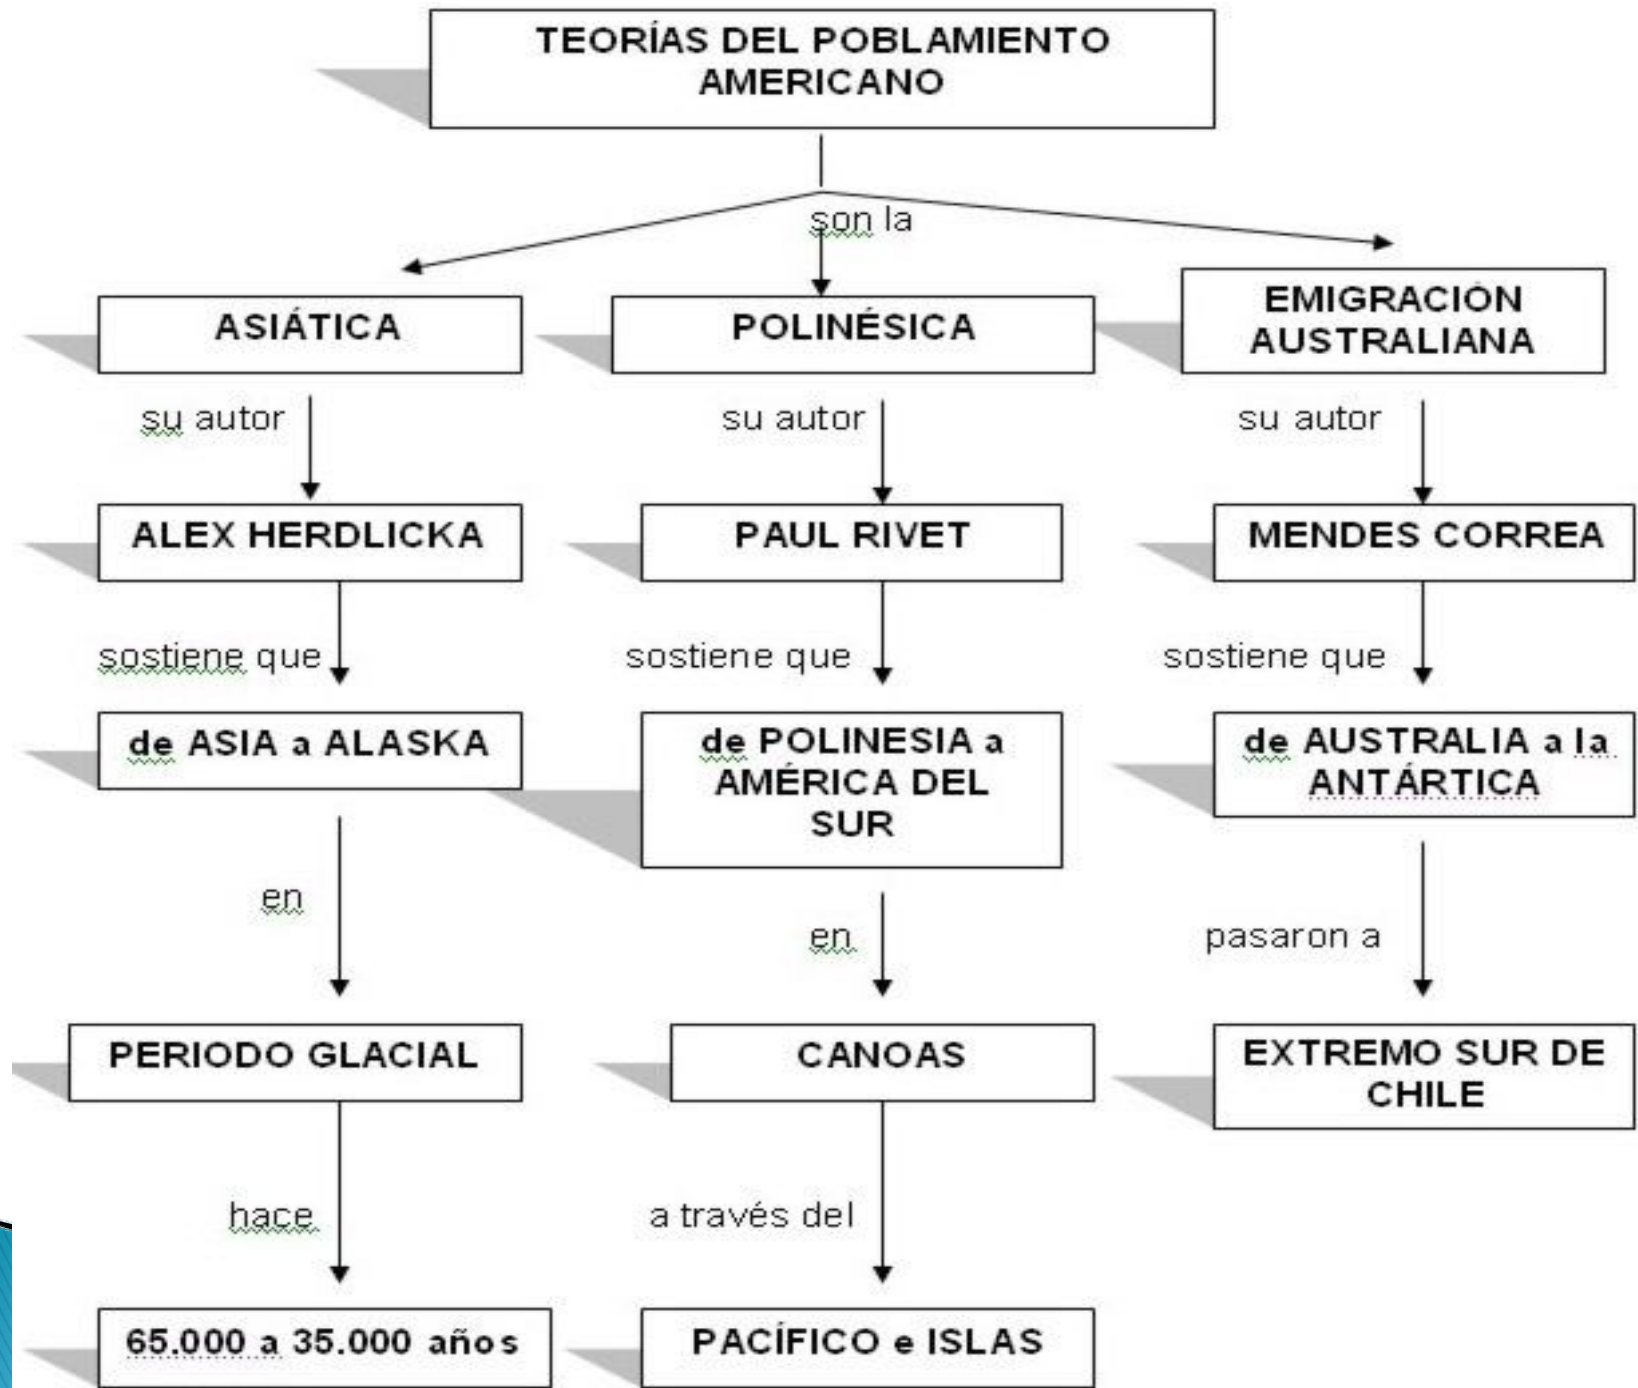 TEORÍAS DEL POBLAMIENTO
AMERICANO
son la
ASIÁTICA
su autor
ALEX HERDLICKA
sostiene que
de ASIA a ALASKA
en
PERIODO GLACIAL
hace
65.000 a 35.000 años
POLINÉSICA
su autor
PAUL RIVET
sostiene que
de POLINESIA a
AMÉRICA DEL
SUR
en
CANOAS
a través del
PACÍFICO e ISLAS
EMIGRACIÓN
AUSTRALIANA
su autor
MENDES CORREA
sostiene que
de AUSTRALIA a la
ANTÁRTICA
pasaron a
EXTREMO SUR DE
CHILE